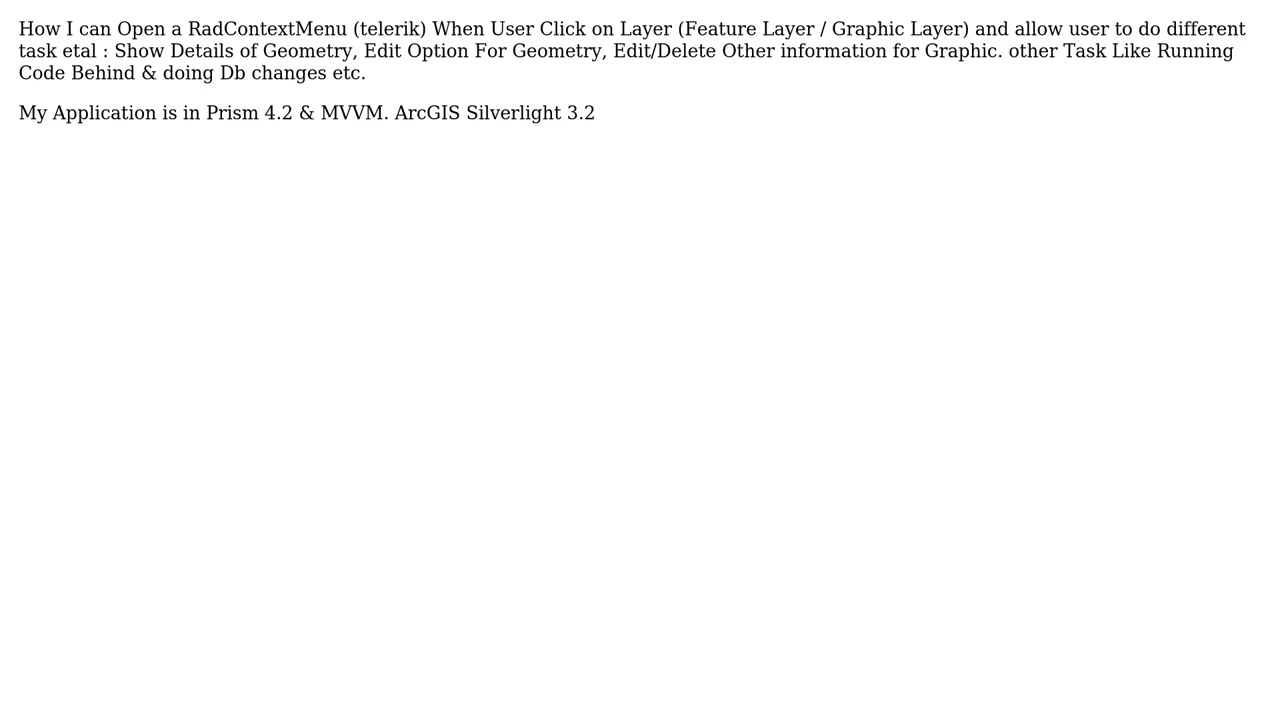 How I can Open a RadContextMenu (telerik) When User Click on Layer (Feature Layer / Graphic Layer) and allow user to do different
task etal : Show Details of Geometry, Edit Option For Geometry, Edit/Delete Other information for Graphic. other Task Like Running
Code Behind & doing Db changes etc.
My Application is in Prism 4.2 & MVVM. ArcGIS Silverlight 3.2